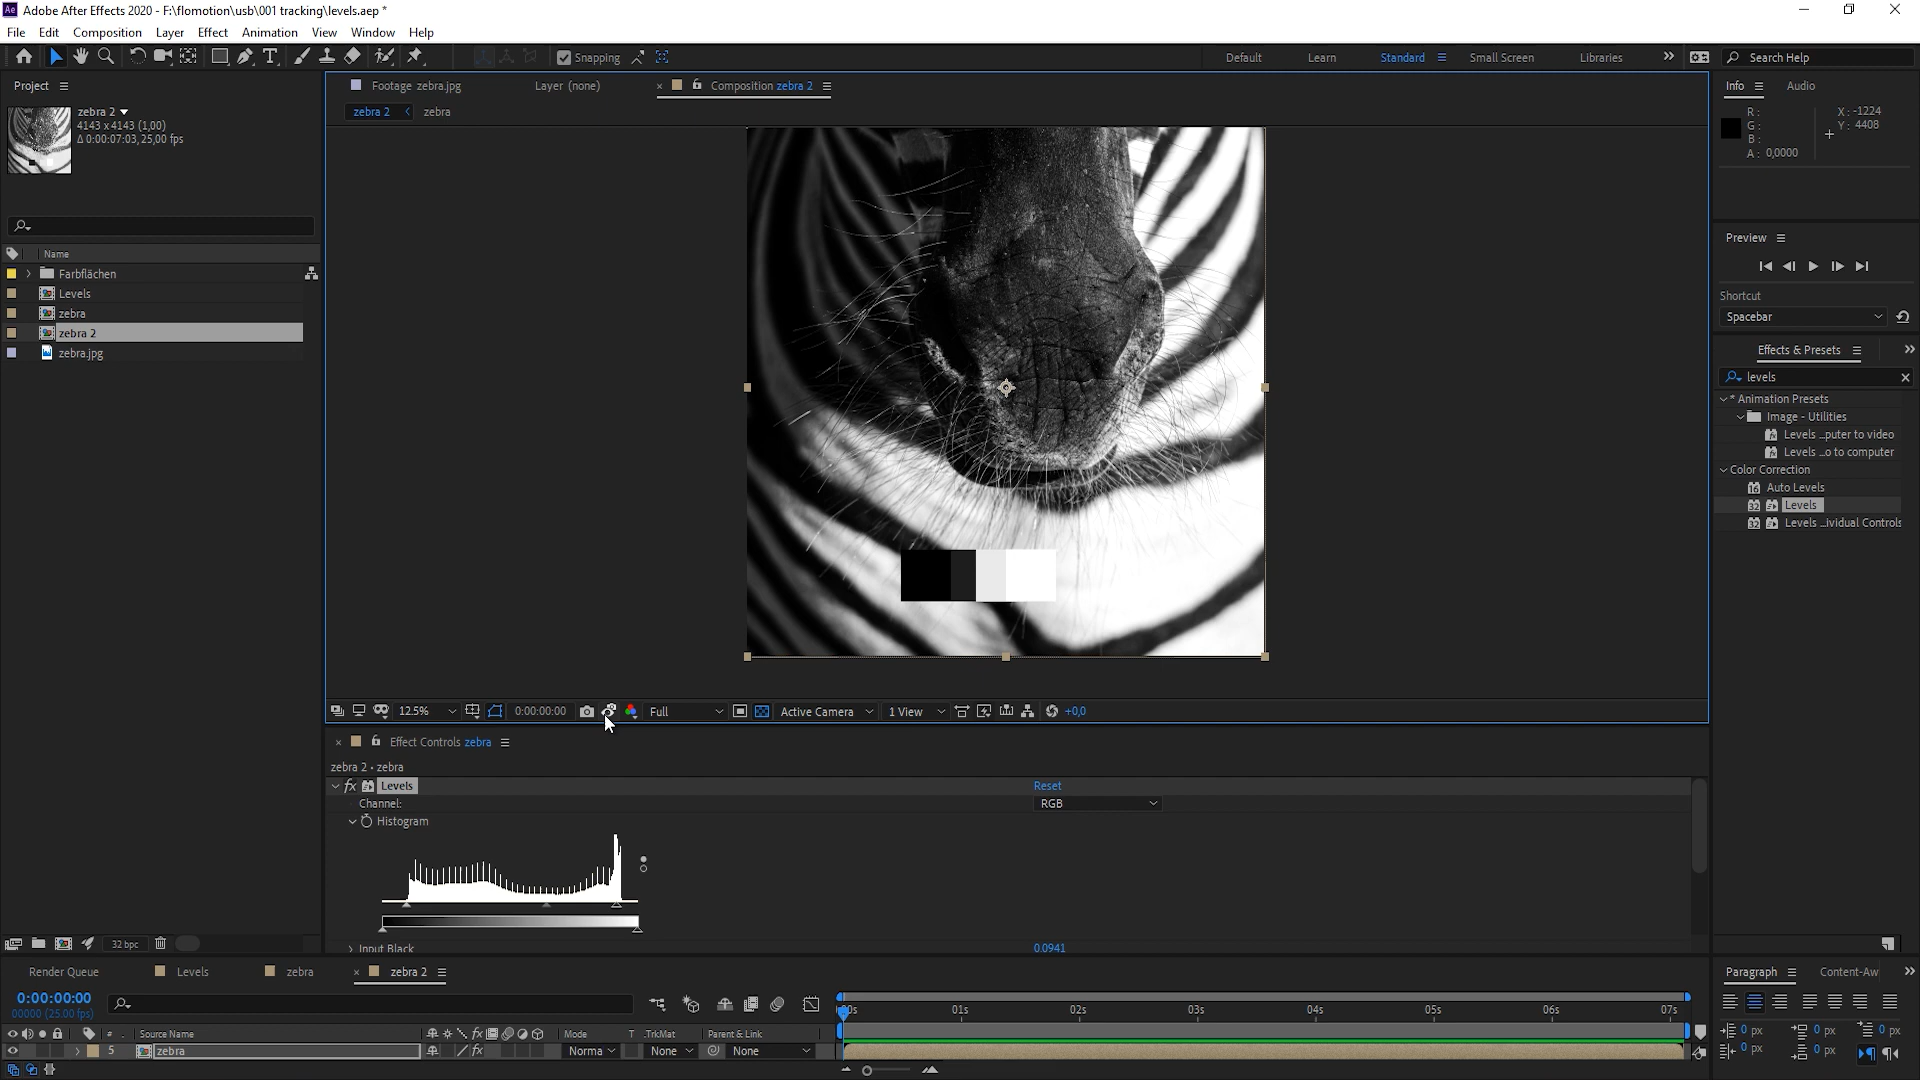 Ae Adobe After Effects 2020 - F:\flomotion\usb\001 tracking\levels.aep *
File Edit Composition Layer Effect Animation View Window Help
Snapping Default Learn Standard Small Screen Libraries Search Help
Project
Footage zebra.jpg Layer (none) Composition zebra 2
Info Audio
zebra 2
4143 x 4143 (1,00)
Δ 0:00:07:03, 25,00 fps
zebra 2 zebra
R: X: -1224
G: Y: 4408
B:
A: 0,0000
Preview
Name
Farbflächen
Levels
zebra
zebra 2
zebra.jpg
Shortcut
Spacebar
Effects & Presets
levels
* Animation Presets
Image - Utilities
Levels ...puter to video
Levels ...o to computer
Color Correction
Auto Levels
Levels
Levels ...ividual Controls
12.5% 0:00:00:00 Full Active Camera 1 View +0,0
Effect Controls zebra
zebra 2 • zebra
fx Levels Reset
Channel: RGB
Histogram
Input Black 0.0941
32 bpc
Render Queue Levels zebra zebra 2
Paragraph Content-Aw
0:00:00:00
00000 (25.00 fps)
:00s 01s 02s 03s 04s 05s 06s 07s
# Source Name fx Mode T .TrkMat Parent & Link
5 zebra fx Norma None None
0 px 0 px 0 px
0 px 0 px